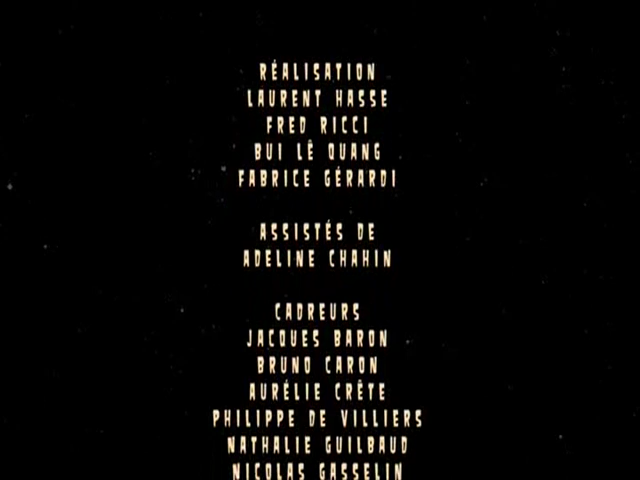 RÉALISATION
LAURENT HASSE
FRED RICCI
BUI LÊ QUANG
FABRICE GÉRARDI
ASSISTÉS DE
ADELINE CHAHIN
CADREURS
JACQUES BARON
BRUNO CARON
AURÉLIE CRÊTE
PHILIPPE DE VILLIERS
NATHALIE GUILBAUD
NICOLAS GASSELIN